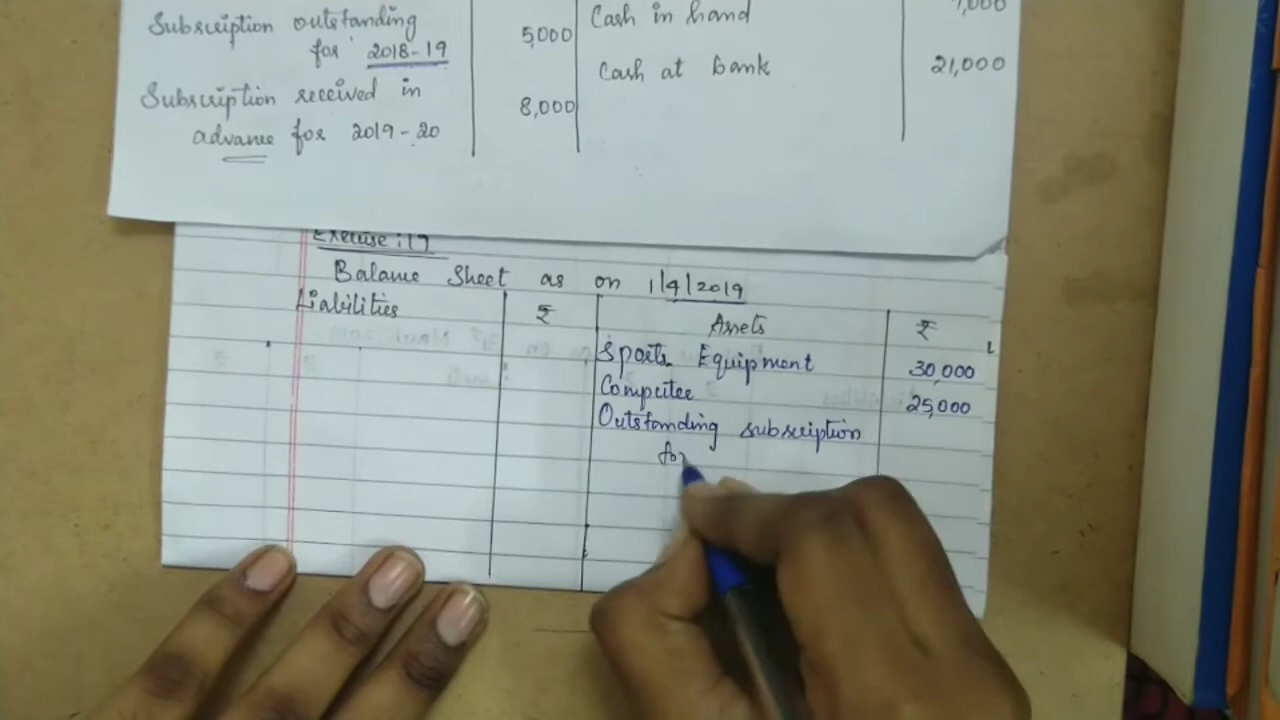 Subscription outstanding
for 2018-19
5,000
Subscription received in
advance for 2019-20
8,000
Cash in hand
Cash at bank
21,000
Exercise: 17
Balance Sheet as on 1/4/2019
Liabilities ₹ Assets ₹
Sports Equipment 30,000
Computer 25,000
Outstanding subscription
for